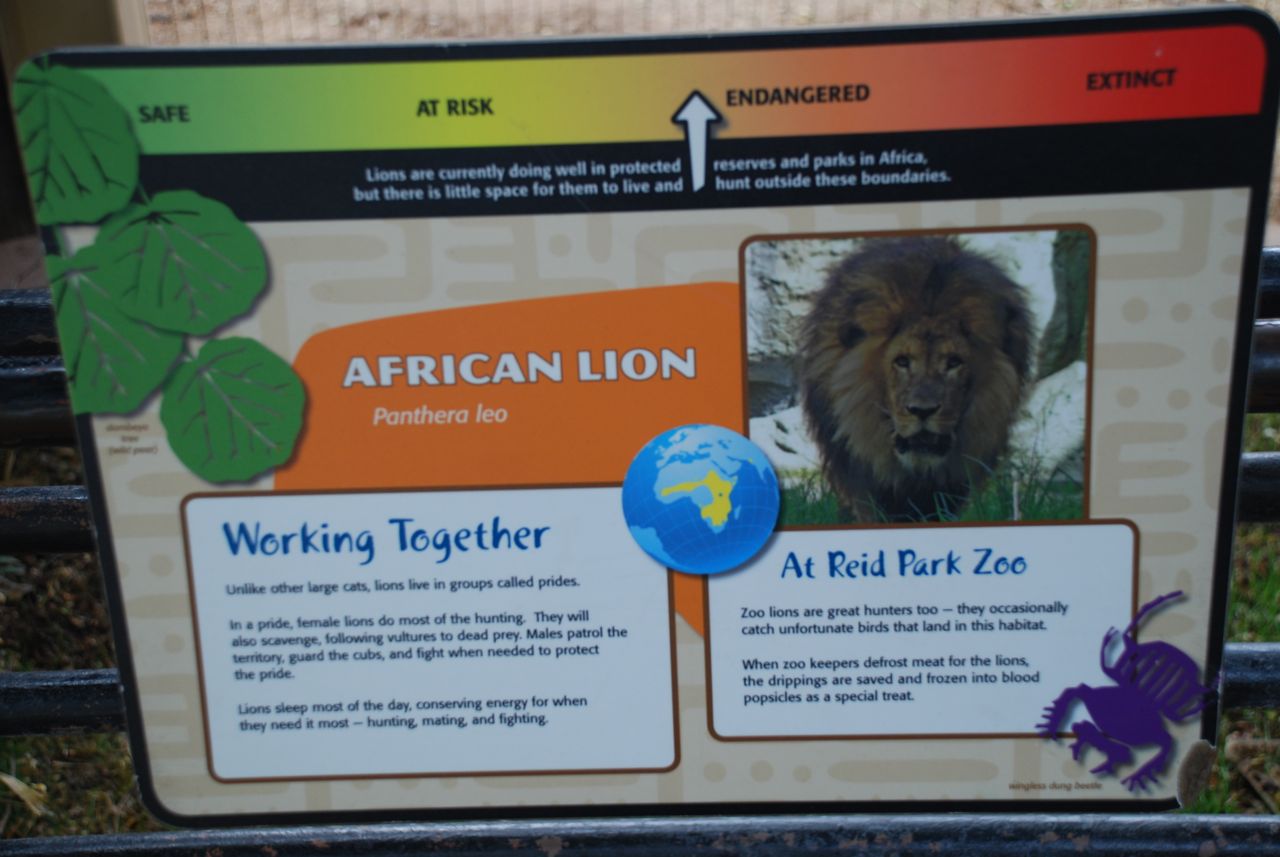 SAFE
AT RISK
ENDANGERED
EXTINCT
Lions are currently doing well in protected reserves and parks in Africa,
but there is little space for them to live and hunt outside these boundaries.
AFRICAN LION
Panthera leo
dombeya
tree
(wild pear)
Working Together
Unlike other large cats, lions live in groups called prides.
In a pride, female lions do most of the hunting. They will
also scavenge, following vultures to dead prey. Males patrol the
territory, guard the cubs, and fight when needed to protect
the pride.
Lions sleep most of the day, conserving energy for when
they need it most – hunting, mating, and fighting.
At Reid Park Zoo
Zoo lions are great hunters too – they occasionally
catch unfortunate birds that land in this habitat.
When zoo keepers defrost meat for the lions,
the drippings are saved and frozen into blood
popsicles as a special treat.
wingless dung beetle